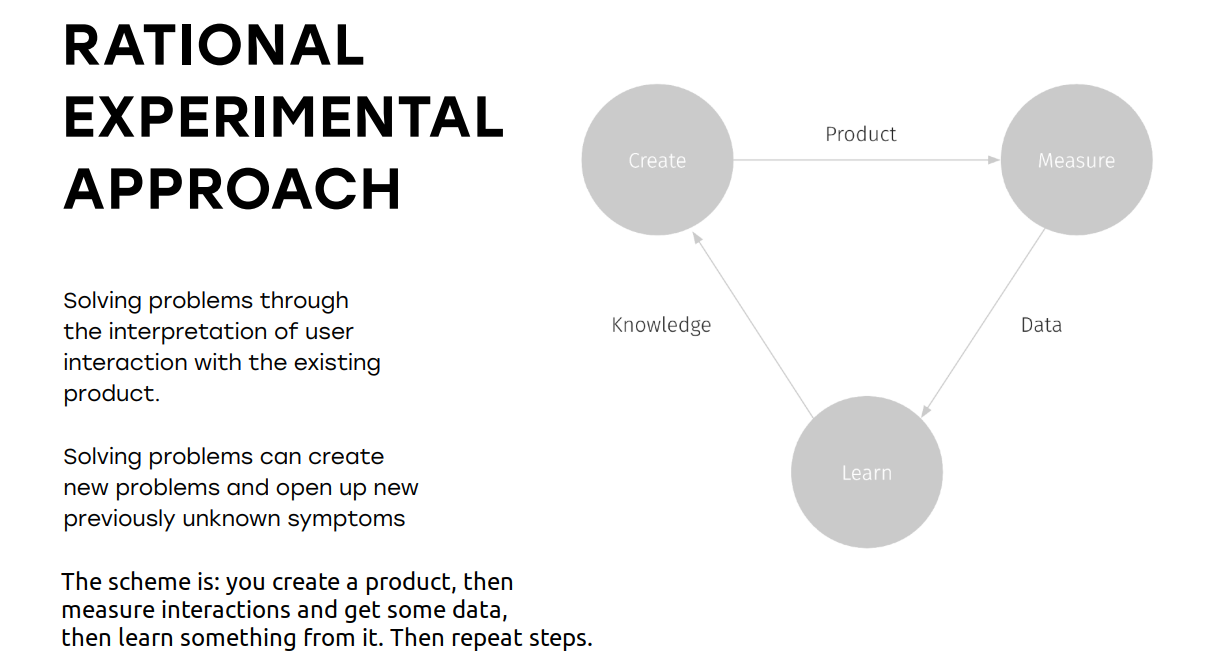 RATIONAL
EXPERIMENTAL
APPROACH
Solving problems through
the interpretation of user
interaction with the existing
product.
Solving problems can create
new problems and open up new
previously unknown symptoms
The scheme is: you create a product, then
measure interactions and get some data,
then learn something from it. Then repeat steps.
Create
Product
Measure
Knowledge
Data
Learn